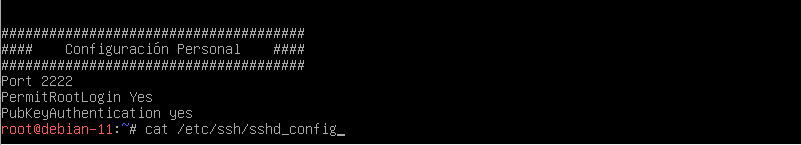 ######################################
####    Configuración Personal    ####
######################################
Port 2222
PermitRootLogin Yes
PubKeyAuthentication yes
root@debian-11:~# cat /etc/ssh/sshd_config_